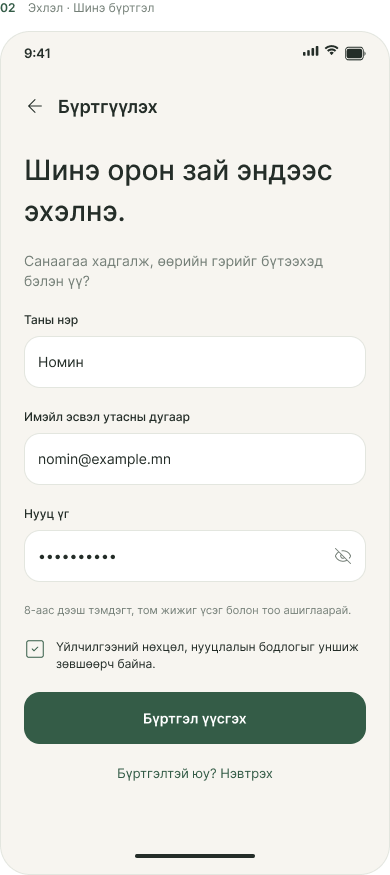 02 Эхлэл · Шинэ бүртгэл
9:41
Бүртгүүлэх
Шинэ орон зай эндээс
эхэлнэ.
Санаагаа хадгалж, өөрийн гэрийг бүтээхэд
бэлэн үү?
Таны нэр
Номин
Имэйл эсвэл утасны дугаар
nomin@example.mn
Нууц үг
••••••••••
8-аас дээш тэмдэгт, том жижиг үсэг болон тоо ашиглаарай.
Үйлчилгээний нөхцөл, нууцлалын бодлогыг уншиж
зөвшөөрч байна.
Бүртгэл үүсгэх
Бүртгэлтэй юу? Нэвтрэх